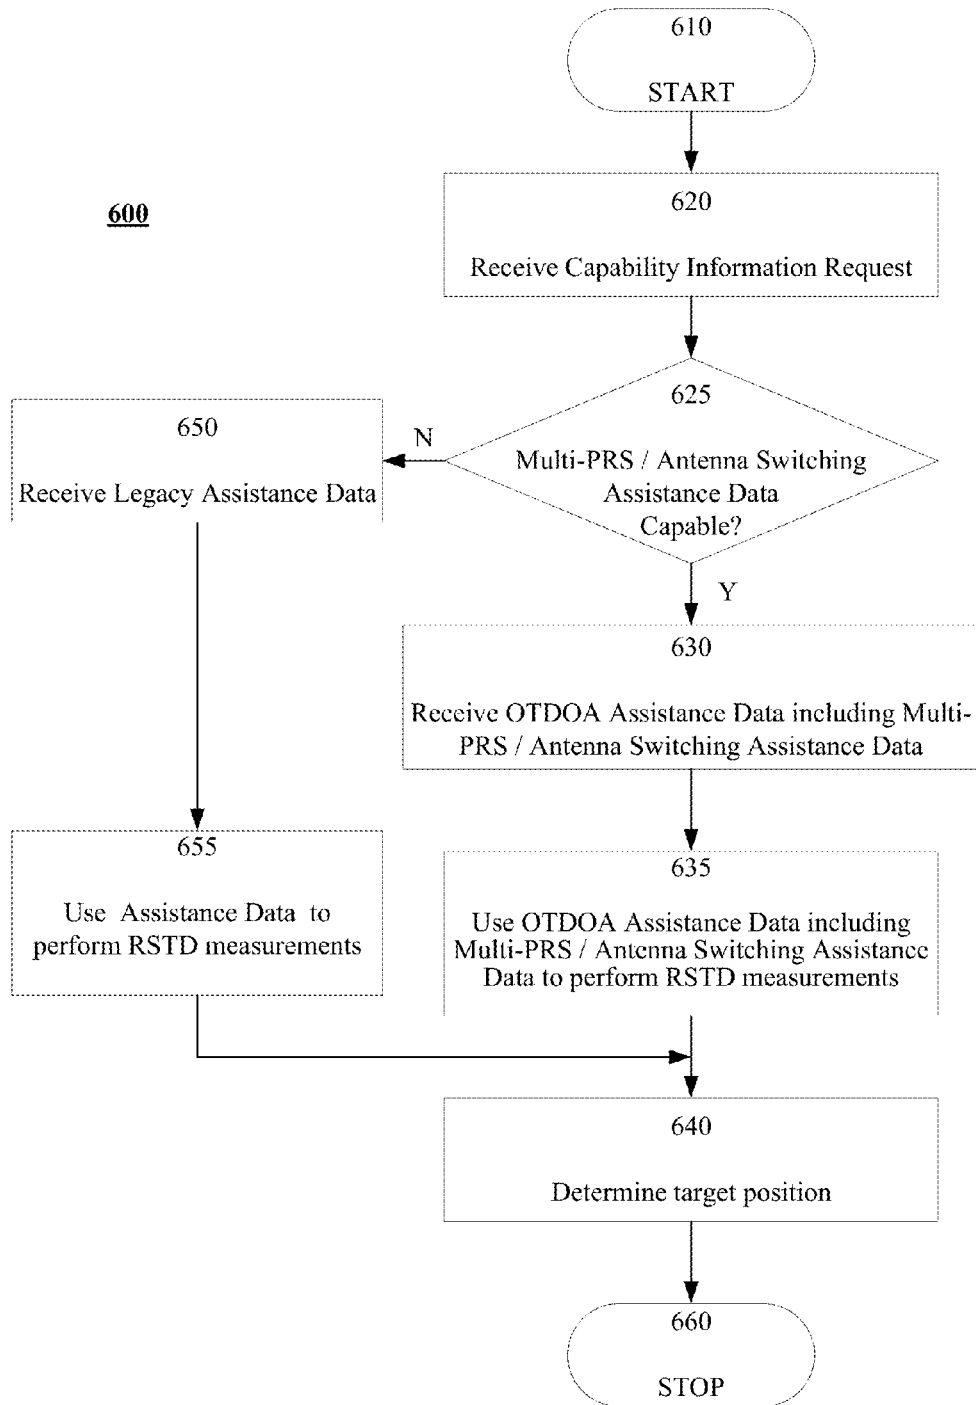 610
START
600
620
Receive Capability Information Request
625
Multi-PRS / Antenna Switching
Assistance Data
Capable?
N
Y
650
Receive Legacy Assistance Data
630
Receive OTDOA Assistance Data including Multi-
PRS / Antenna Switching Assistance Data
655
Use Assistance Data to
perform RSTD measurements
635
Use OTDOA Assistance Data including
Multi-PRS / Antenna Switching Assistance
Data to perform RSTD measurements
640
Determine target position
660
STOP